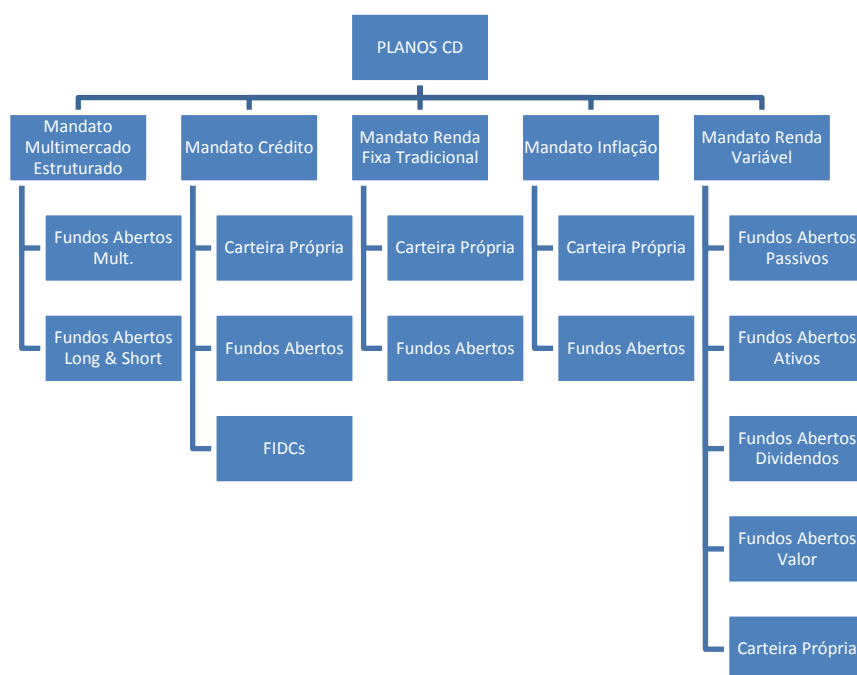 PLANOS CD
Mandato
Multimercado
Estruturado
Mandato Crédito
Mandato Renda
Fixa Tradicional
Mandato Inflação
Mandato Renda
Variável
Fundos Abertos
Mult.
Fundos Abertos
Long & Short
Carteira Própria
Fundos Abertos
FIDCs
Carteira Própria
Fundos Abertos
Carteira Própria
Fundos Abertos
Fundos Abertos
Passivos
Fundos Abertos
Ativos
Fundos Abertos
Dividendos
Fundos Abertos
Valor
Carteira Própria